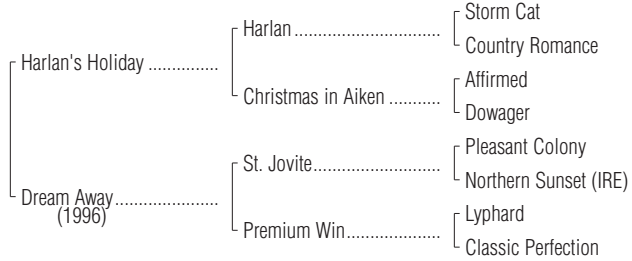 Storm Cat
Harlan ..................................
Country Romance
Harlan's Holiday ................
Affirmed
Christmas in Aiken ...........
Dowager
Pleasant Colony
St. Jovite.............................
Northern Sunset (IRE)
Dream Away.......................
(1996)
Lyphard
Premium Win.....................
Classic Perfection